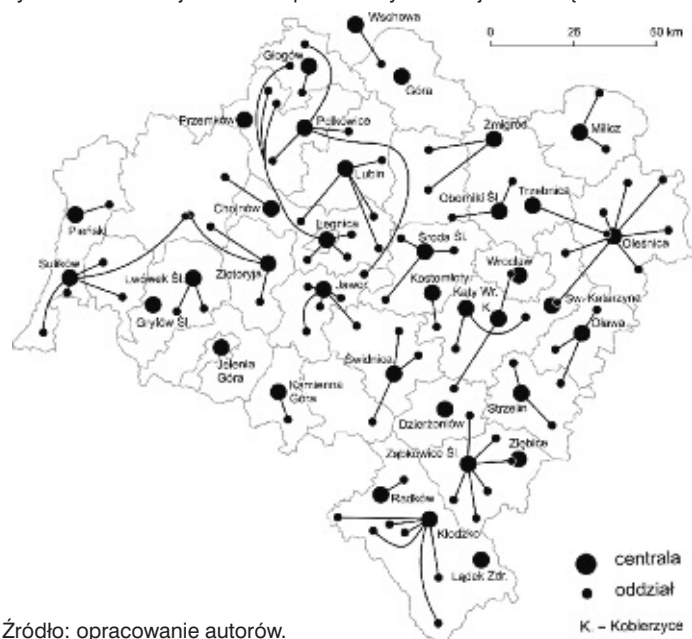 Wschowa
0 25 50 km
Głogów
Góra
Przemków
Polkowice
Żmigród
Milicz
Lubin
Oborniki Śl.
Trzebnica
Chojnów
Pieńsk
Legnica
Środa Śl.
Oleśnica
Sulików
Lwówek Śl.
Złotoryja
Wrocław
Kostomłoty
Kąty Wr.
Jawor
K.
Św. Katarzyna
Gryfów Śl.
Oława
Jelenia
Góra
Świdnica
Kamienna
Góra
Strzelin
Dzierżoniów
Ząbkowice Śl.
Ziębice
Radków
Kłodzko
Lądek Zdr.
centrala
oddział
K. – Kobierzyce
Źródło: opracowanie autorów.